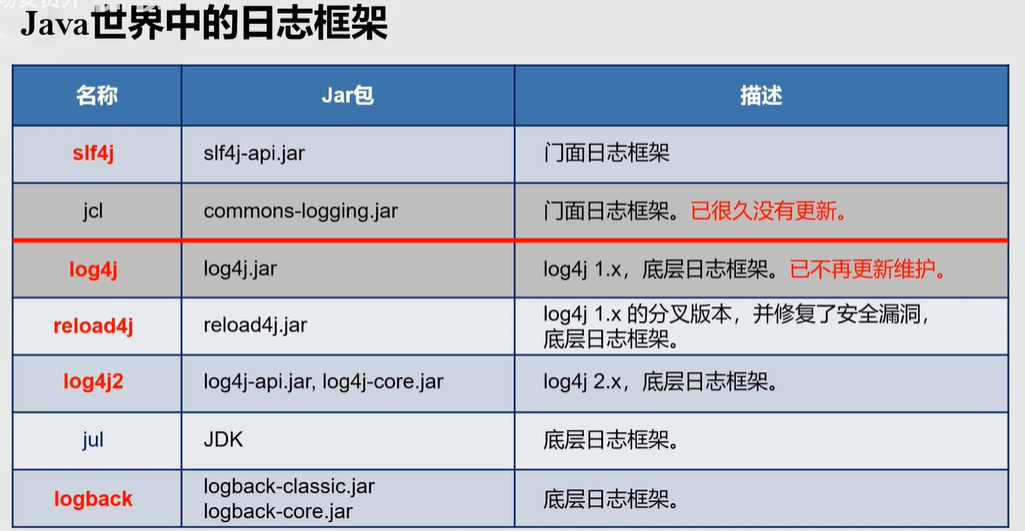 Java世界中的日志框架
名称 Jar包 描述
slf4j slf4j-api.jar 门面日志框架
jcl commons-logging.jar 门面日志框架。已很久没有更新。
log4j log4j.jar log4j 1.x，底层日志框架。已不再更新维护。
reload4j reload4j.jar log4j 1.x 的分叉版本，并修复了安全漏洞，
底层日志框架。
log4j2 log4j-api.jar, log4j-core.jar log4j 2.x，底层日志框架。
jul JDK 底层日志框架。
logback logback-classic.jar 底层日志框架。
logback-core.jar